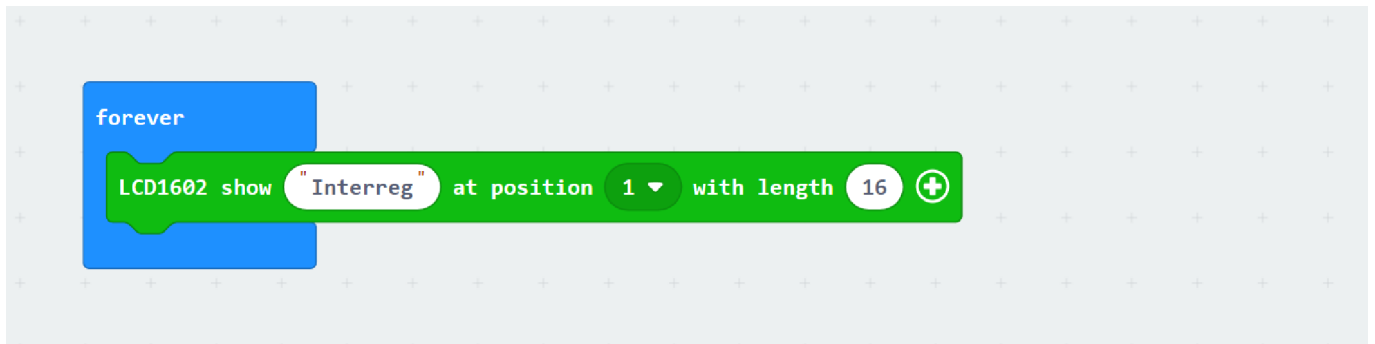 forever
LCD1602 show "Interreg" at position 1 with length 16